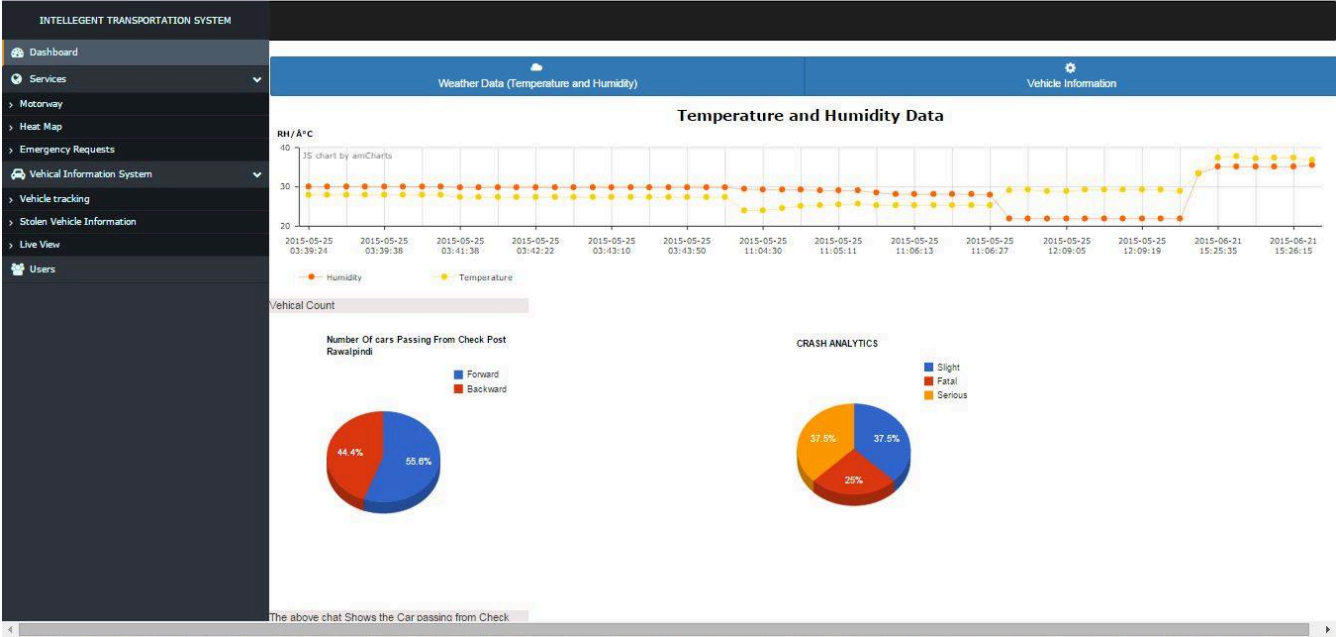 INTELLEGENT TRANSPORTATION SYSTEM
Dashboard
Services
Motorway
Heat Map
Emergency Requests
Vehical Information System
Vehicle tracking
Stolen Vehicle Information
Live View
Users
Weather Data (Temperature and Humidity)
Vehicle Information
Temperature and Humidity Data
RH/Å°C
JS chart by amCharts
40
30
20
2015-05-25 03:39:24
2015-05-25 03:39:38
2015-05-25 03:41:38
2015-05-25 03:42:22
2015-05-25 03:43:10
2015-05-25 03:43:50
2015-05-25 11:04:30
2015-05-25 11:05:11
2015-05-25 11:06:13
2015-05-25 11:06:27
2015-05-25 12:09:05
2015-05-25 12:09:19
2015-06-21 15:25:35
2015-06-21 15:26:15
Humidity
Temperature
Vehical Count
Number Of cars Passing From Check Post
Rawalpindi
Forward
Backward
44.4%
55.6%
CRASH ANALYTICS
Slight
Fatal
Serious
37.5%
37.5%
25%
The above chat Shows the Car passing from Check